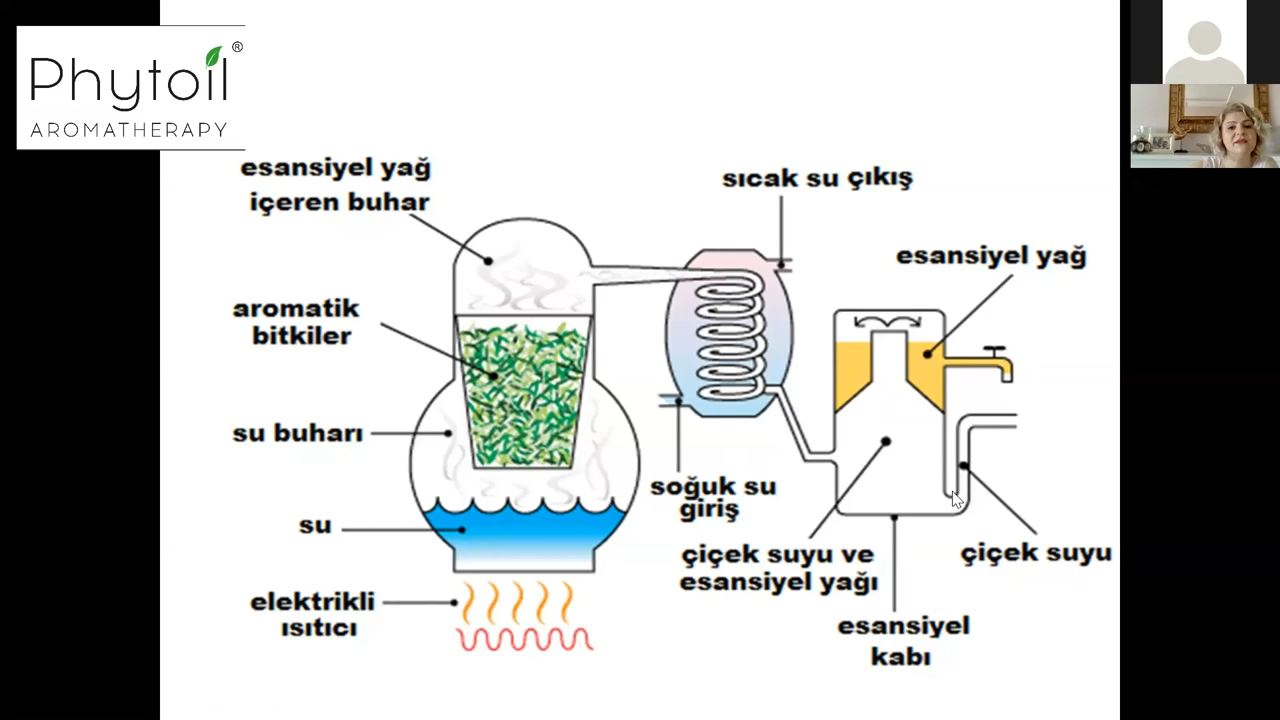 Phytoil®
AROMATHERAPY
esansiyel yağ
içeren buhar
sıcak su çıkış
esansiyel yağ
aromatik
bitkiler
su buharı
soğuk su
giriş
su
çiçek suyu ve
esansiyel yağı
çiçek suyu
elektrikli
ısıtıcı
esansiyel
kabı